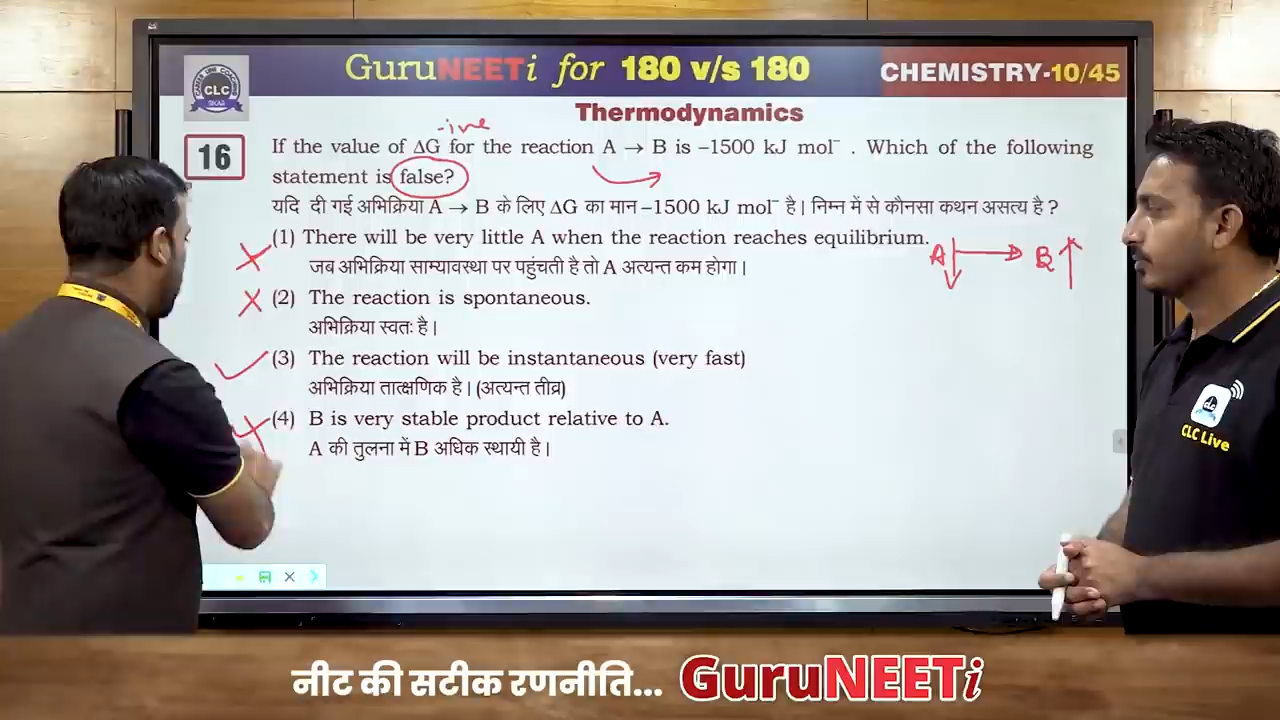 GuruNEETi for 180 v/s 180
CHEMISTRY-10/45
CLC
SIKAR
Thermodynamics
-ive
16
If the value of ΔG for the reaction A → B is –1500 kJ mol⁻ . Which of the following
statement is false?
यदि दी गई अभिक्रिया A → B के लिए ΔG का मान –1500 kJ mol⁻ है। निम्न में से कौनसा कथन असत्य है ?
(1) There will be very little A when the reaction reaches equilibrium.
जब अभिक्रिया साम्यावस्था पर पहुंचती है तो A अत्यन्त कम होगा।
A → B
(2) The reaction is spontaneous.
अभिक्रिया स्वतः है।
(3) The reaction will be instantaneous (very fast)
अभिक्रिया तात्क्षणिक है। (अत्यन्त तीव्र)
(4) B is very stable product relative to A.
A की तुलना में B अधिक स्थायी है।
CLC
CLC Live
नीट की सटीक रणनीति... GuruNEETi